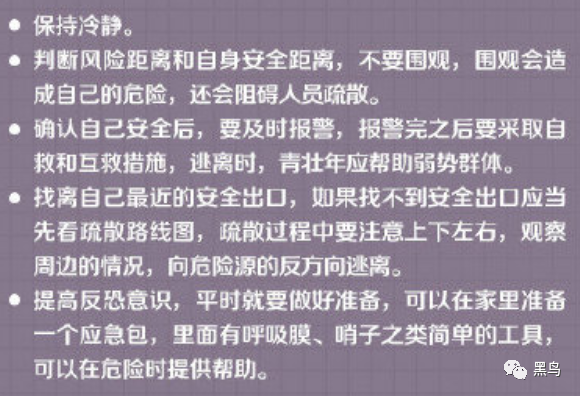 ● 保持冷静。
● 判断风险距离和自身安全距离，不要围观，围观会造
成自己的危险，还会阻碍人员疏散。
● 确认自己安全后，要及时报警，报警完之后要采取自
救和互救措施，逃离时，青壮年应帮助弱势群体。
● 找离自己最近的安全出口，如果找不到安全出口应当
先看疏散路线图，疏散过程中要注意上下左右，观察
周边的情况，向危险源的反方向逃离。
● 提高反恐意识，平时就要做好准备，可以在家里准备
一个应急包，里面有呼吸膜、哨子之类简单的工具，
可以在危险时提供帮助。
黑鸟